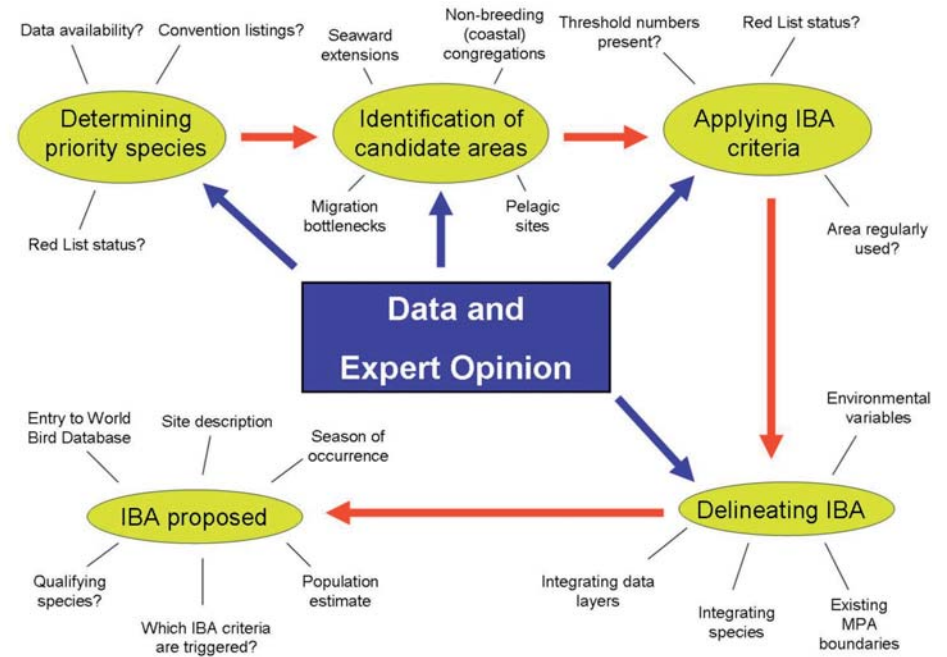 Data availability?
Convention listings?
Determining
priority species
Red List status?
Seaward
extensions
Non-breeding
(coastal)
congregations
Identification of
candidate areas
Migration
bottlenecks
Pelagic
sites
Threshold numbers
present?
Red List status?
Applying IBA
criteria
Area regularly
used?
Data and
Expert Opinion
Environmental
variables
Delineating IBA
Integrating data
layers
Integrating
species
Existing
MPA
boundaries
Entry to World
Bird Database
Site description
Season of
occurrence
IBA proposed
Qualifying
species?
Which IBA criteria
are triggered?
Population
estimate